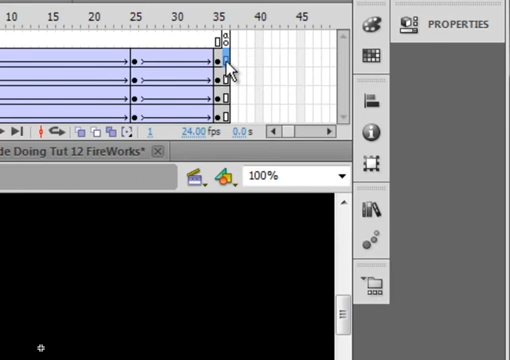 10 15 20 25 30 35 40 45
PROPERTIES
1 24.00 fps 0.0 s
de Doing Tut 12 FireWorks*
100%